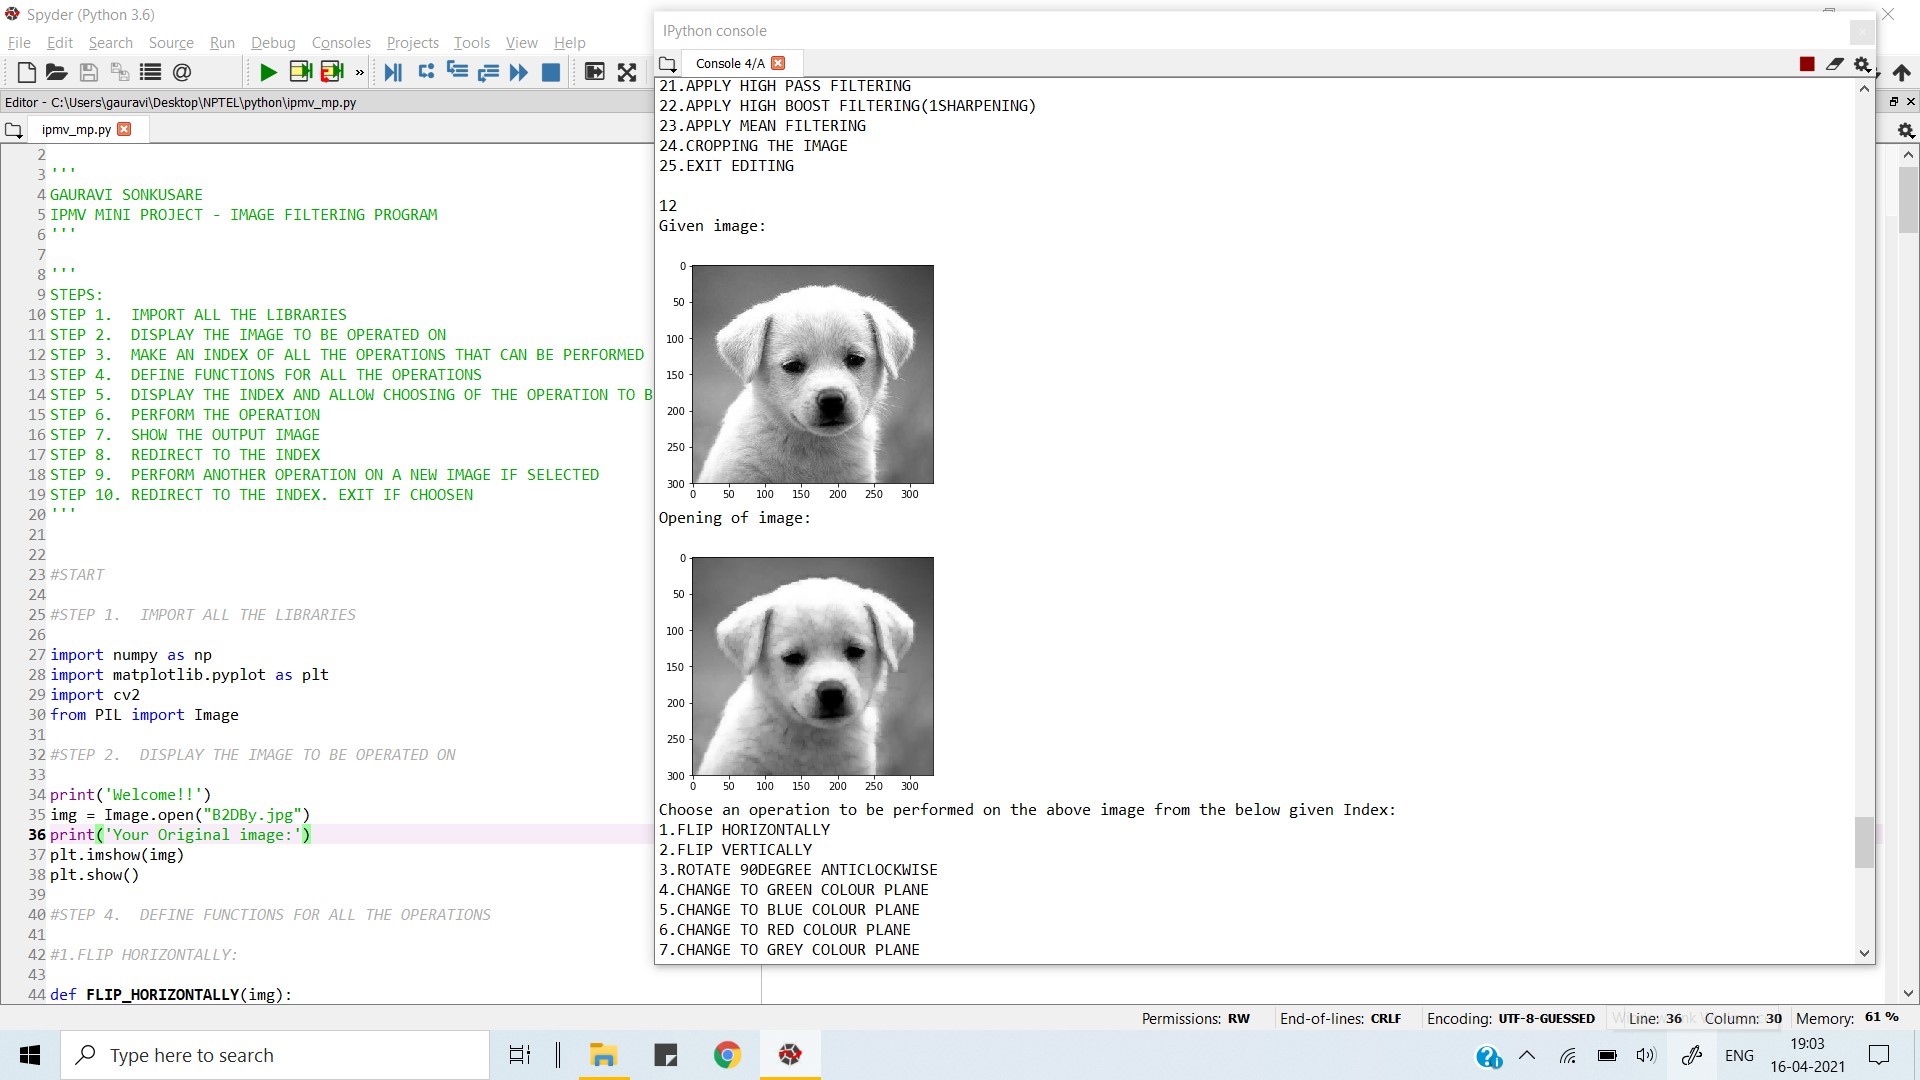 Spyder (Python 3.6)
File Edit Search Source Run Debug Consoles Projects Tools View Help
Editor - C:\Users\gauravi\Desktop\NPTEL\python\ipmv_mp.py
ipmv_mp.py
2
3 '''
4 GAURAVI SONKUSARE
5 IPMV MINI PROJECT - IMAGE FILTERING PROGRAM
6 '''
7
8 '''
9 STEPS:
10 STEP 1.  IMPORT ALL THE LIBRARIES
11 STEP 2.  DISPLAY THE IMAGE TO BE OPERATED ON
12 STEP 3.  MAKE AN INDEX OF ALL THE OPERATIONS THAT CAN BE PERFORMED
13 STEP 4.  DEFINE FUNCTIONS FOR ALL THE OPERATIONS
14 STEP 5.  DISPLAY THE INDEX AND ALLOW CHOOSING OF THE OPERATION TO B
15 STEP 6.  PERFORM THE OPERATION
16 STEP 7.  SHOW THE OUTPUT IMAGE
17 STEP 8.  REDIRECT TO THE INDEX
18 STEP 9.  PERFORM ANOTHER OPERATION ON A NEW IMAGE IF SELECTED
19 STEP 10. REDIRECT TO THE INDEX. EXIT IF CHOOSEN
20 '''
21
22
23 #START
24
25 #STEP 1.  IMPORT ALL THE LIBRARIES
26
27 import numpy as np
28 import matplotlib.pyplot as plt
29 import cv2
30 from PIL import Image
31
32 #STEP 2.  DISPLAY THE IMAGE TO BE OPERATED ON
33
34 print('Welcome!!')
35 img = Image.open("B2DBy.jpg")
36 print('Your Original image:')
37 plt.imshow(img)
38 plt.show()
39
40 #STEP 4.  DEFINE FUNCTIONS FOR ALL THE OPERATIONS
41
42 #1.FLIP HORIZONTALLY:
43
44 def FLIP_HORIZONTALLY(img):
IPython console
Console 4/A
21.APPLY HIGH PASS FILTERING
22.APPLY HIGH BOOST FILTERING(1SHARPENING)
23.APPLY MEAN FILTERING
24.CROPPING THE IMAGE
25.EXIT EDITING
12
Given image:
0
50
100
150
200
250
300
0 50 100 150 200 250 300
Opening of image:
0
50
100
150
200
250
300
0 50 100 150 200 250 300
Choose an operation to be performed on the above image from the below given Index:
1.FLIP HORIZONTALLY
2.FLIP VERTICALLY
3.ROTATE 90DEGREE ANTICLOCKWISE
4.CHANGE TO GREEN COLOUR PLANE
5.CHANGE TO BLUE COLOUR PLANE
6.CHANGE TO RED COLOUR PLANE
7.CHANGE TO GREY COLOUR PLANE
Permissions: RW End-of-lines: CRLF Encoding: UTF-8-GUESSED Line: 36 Column: 30 Memory: 61 %
Type here to search
ENG
19:03
16-04-2021